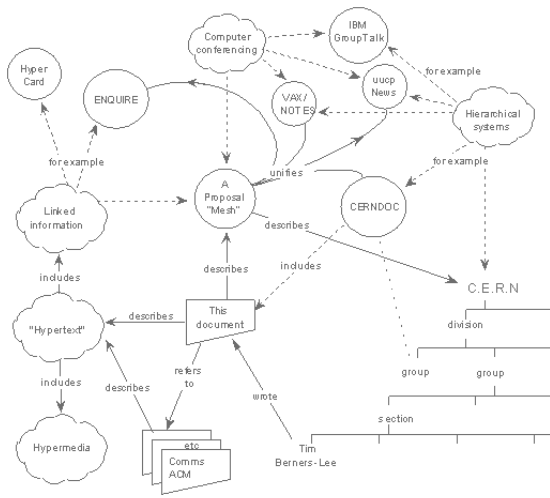 IBM
GroupTalk
Computer
conferencing
Hyper
Card
for example
uucp
News
ENQUIRE
VAX/
NOTES
Hierarchical
systems
for example
unifies
for example
A
Proposal
"Mesh"
CERNDOC
Linked
information
describes
includes
describes
includes
C.E.R.N
This
document
describes
"Hypertext"
division
refers
to
group
group
includes
describes
wrote
section
Hypermedia
etc
Tim
Berners-Lee
Comms
ACM